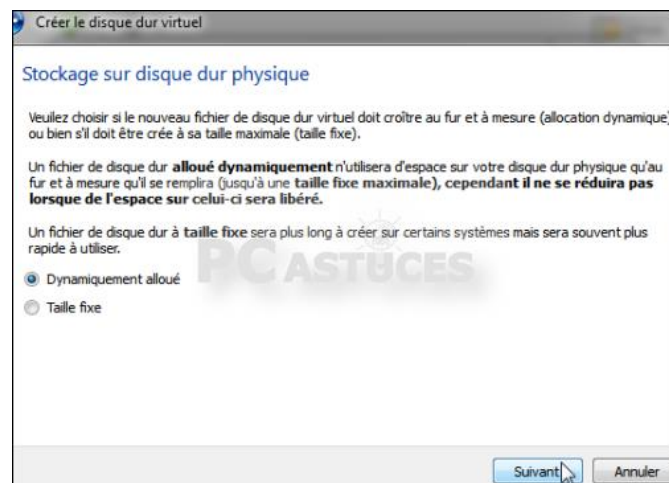 Créer le disque dur virtuel
Stockage sur disque dur physique
Veuilez choisir si le nouveau fichier de disque dur virtuel doit croître au fur et à mesure (allocation dynamique)
ou bien s'il doit être crée à sa taille maximale (taille fixe).
Un fichier de disque dur alloué dynamiquement n'utilisera d'espace sur votre disque dur physique qu'au
fur et à mesure qu'il se remplira (jusqu'à une taille fixe maximale), cependant il ne se réduira pas
lorsque de l'espace sur celui-ci sera libéré.
Un fichier de disque dur à taille fixe sera plus long à créer sur certains systèmes mais sera souvent plus
rapide à utiliser.
PC ASTUCES
Dynamiquement alloué
Taille fixe
Suivant
Annuler